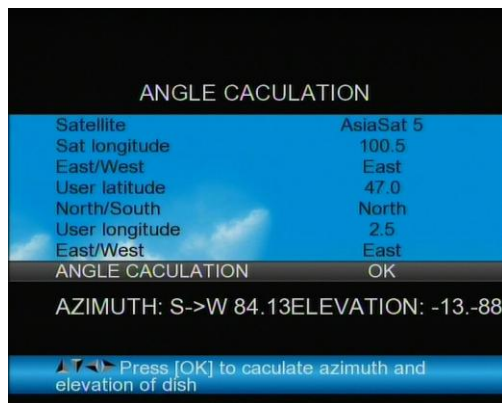 ANGLE CACULATION
Satellite AsiaSat 5
Sat longitude 100.5
East/West East
User latitude 47.0
North/South North
User longitude 2.5
East/West East
ANGLE CACULATION OK
AZIMUTH: S->W 84.13ELEVATION: -13.-88
Press [OK] to caculate azimuth and
elevation of dish